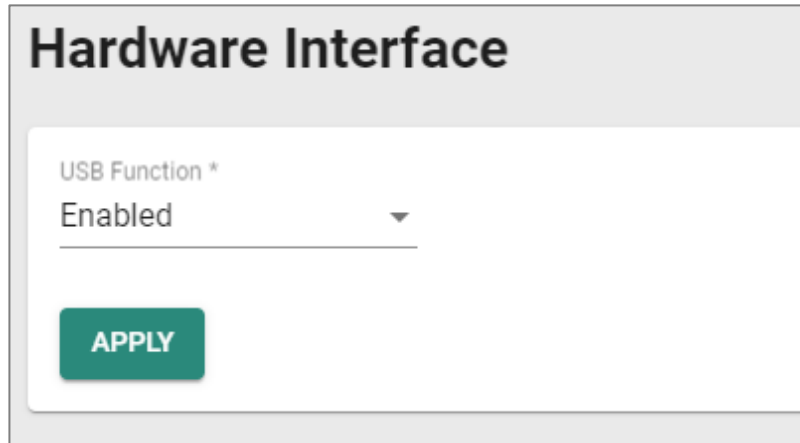 Hardware Interface
USB Function *
Enabled
APPLY